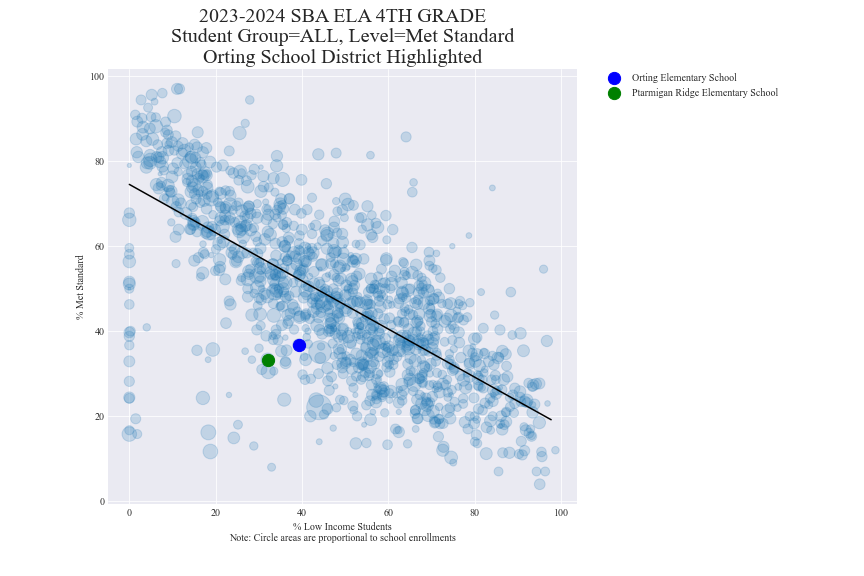 2023-2024 SBA ELA 4TH GRADE
Student Group=ALL, Level=Met Standard
Orting School District Highlighted
Orting Elementary School
Ptarmigan Ridge Elementary School
% Met Standard
100
80
60
40
20
0
0 20 40 60 80 100
% Low Income Students
Note: Circle areas are proportional to school enrollments